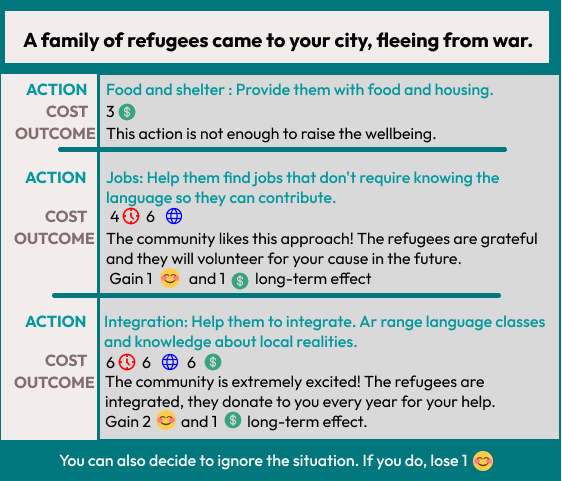 A family of refugees came to your city, fleeing from war.
ACTION Food and shelter : Provide them with food and housing.
COST 3 $
OUTCOME This action is not enough to raise the wellbeing.
ACTION Jobs: Help them find jobs that don't require knowing the
language so they can contribute.
COST 4 6
OUTCOME The community likes this approach! The refugees are grateful
and they will volunteer for your cause in the future.
Gain 1 and 1 $ long-term effect
ACTION Integration: Help them to integrate. Ar range language classes
and knowledge about local realities.
COST 6 6 6 $
OUTCOME The community is extremely excited! The refugees are
integrated, they donate to you every year for your help.
Gain 2 and 1 $ long-term effect.
You can also decide to ignore the situation. If you do, lose 1